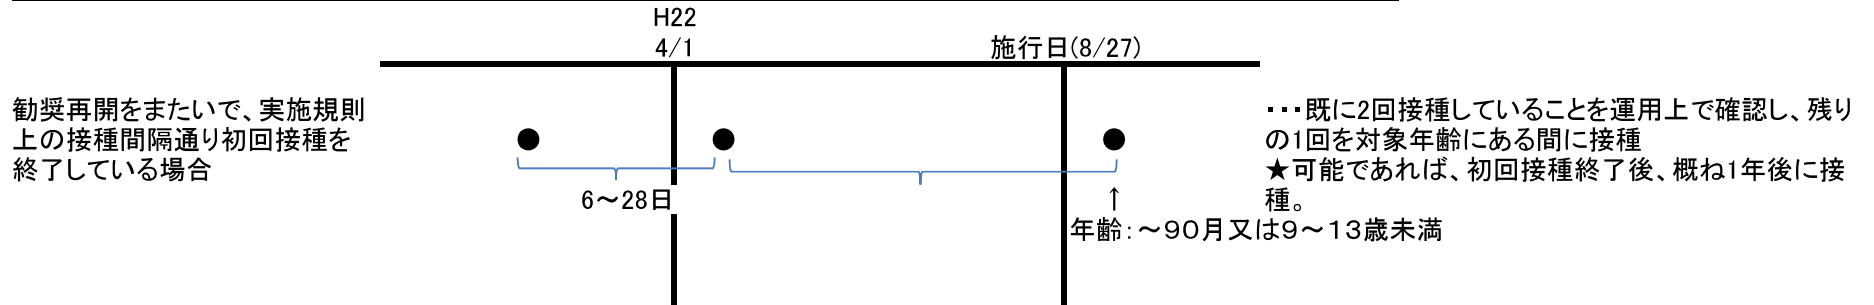 H22
4/1
施行日(8/27)
勧奨再開をまたいで、実施規則
上の接種間隔通り初回接種を
終了している場合
6～28日
↑
年齢：～９０月又は９～１３歳未満
・・・既に2回接種していることを運用上で確認し、残り
の1回を対象年齢にある間に接種
★可能であれば、初回接種終了後、概ね1年後に接
種。